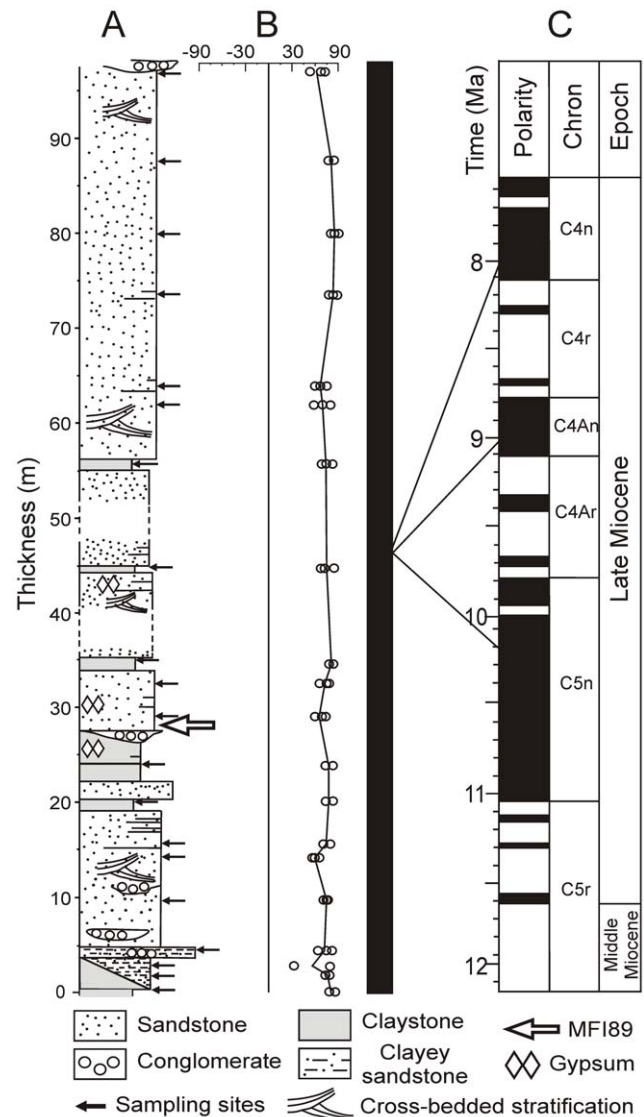 A
B
C
-90
30
90
Time (Ma)
Polarity
Chron
Epoch
Thickness (m)
90
80
70
60
50
40
30
20
10
0
8
9
10
11
12
C4n
C4r
C4An
C4Ar
C5n
C5r
Late Miocene
Middle
Miocene
Sandstone
Claystone
MFI89
Conglomerate
Clayey
sandstone
Gypsum
Sampling sites
Cross-bedded stratification